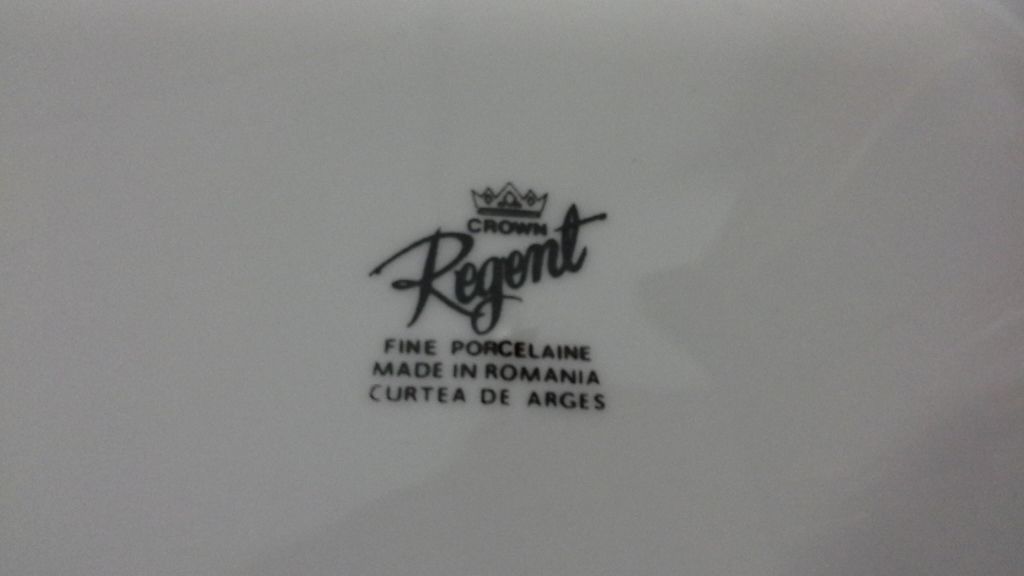 CROWN
Regent
FINE PORCELAINE
MADE IN ROMANIA
CURTEA DE ARGES